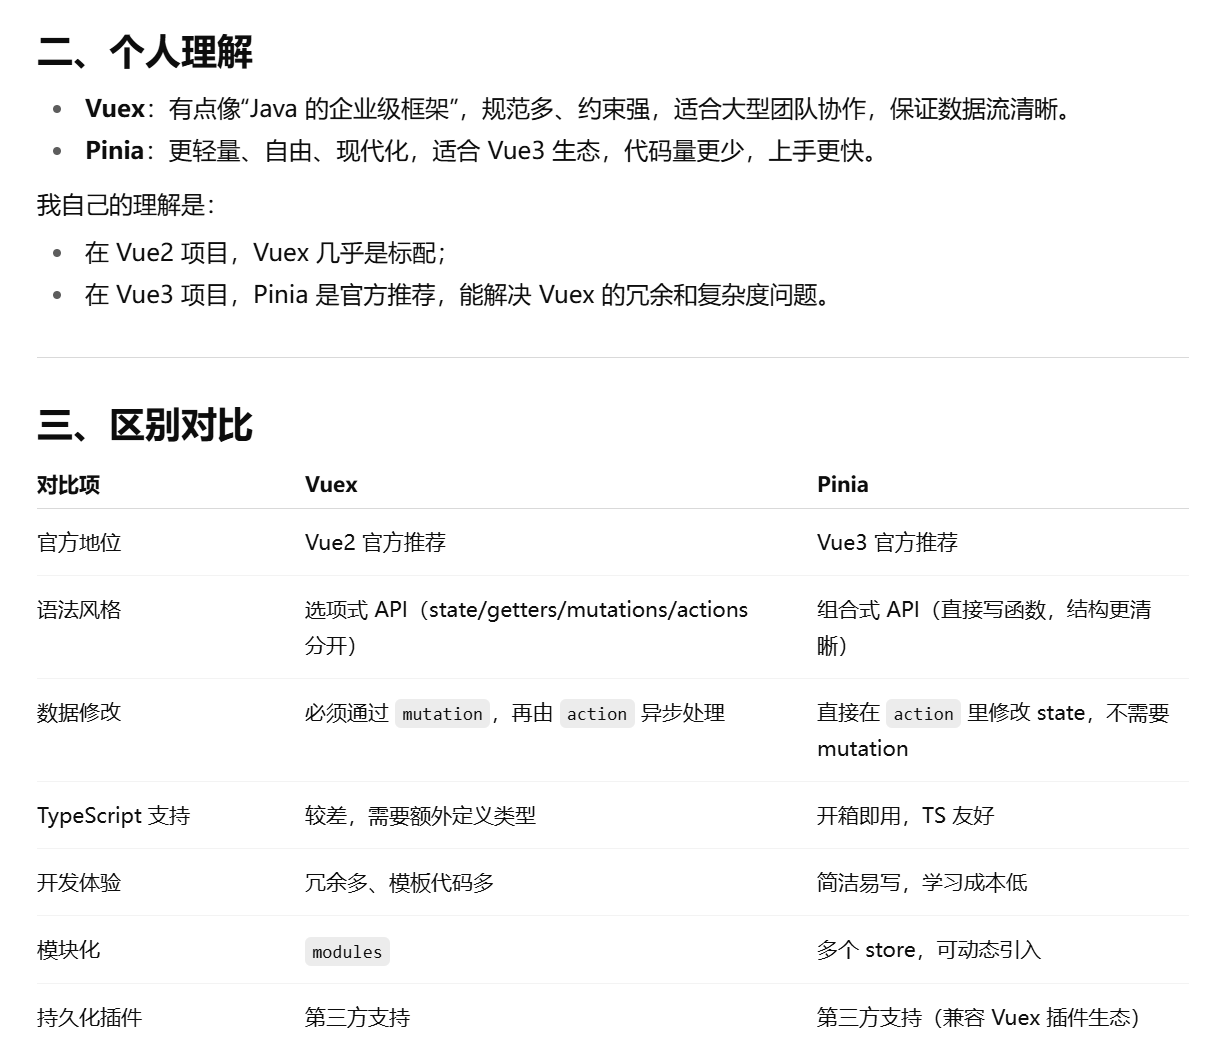 二、个人理解
• Vuex：有点像“Java 的企业级框架”，规范多、约束强，适合大型团队协作，保证数据流清晰。
• Pinia：更轻量、自由、现代化，适合 Vue3 生态，代码量更少，上手更快。
我自己的理解是：
• 在 Vue2 项目，Vuex 几乎是标配；
• 在 Vue3 项目，Pinia 是官方推荐，能解决 Vuex 的冗余和复杂度问题。
三、区别对比
对比项 Vuex Pinia
官方地位 Vue2 官方推荐 Vue3 官方推荐
语法风格 选项式 API（state/getters/mutations/actions 组合式 API（直接写函数，结构更清
分开） 晰）
数据修改 必须通过 mutation，再由 action 异步处理 直接在 action 里修改 state，不需要
mutation
TypeScript 支持 较差，需要额外定义类型 开箱即用，TS 友好
开发体验 冗余多、模板代码多 简洁易写，学习成本低
模块化 modules 多个 store，可动态引入
持久化插件 第三方支持 第三方支持（兼容 Vuex 插件生态）